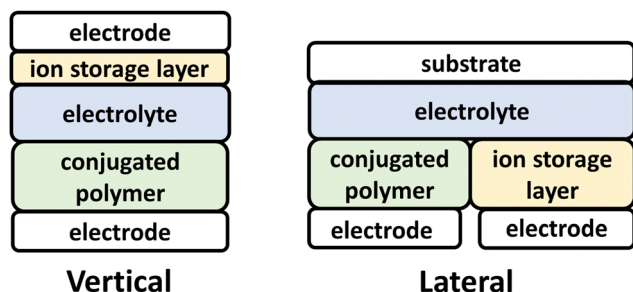 electrode
ion storage layer
electrolyte
conjugated
polymer
electrode
Vertical
substrate
electrolyte
conjugated
polymer
ion storage
layer
electrode
electrode
Lateral